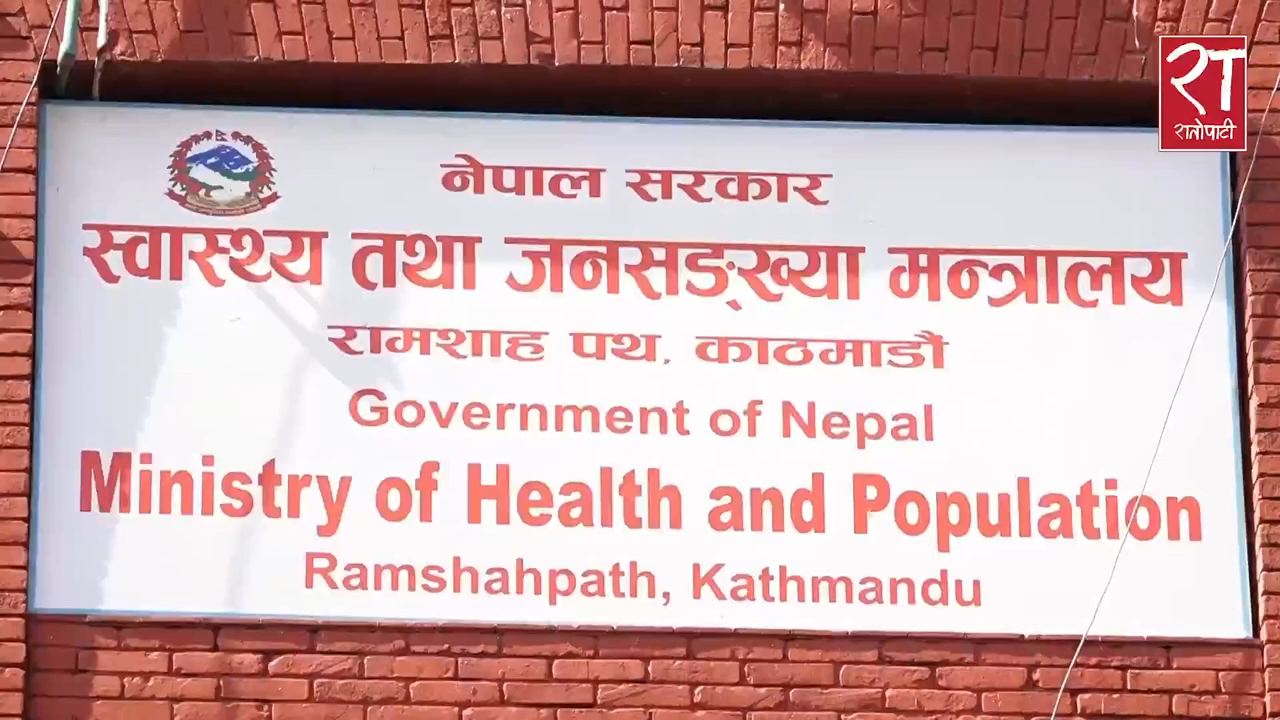 रा
रातोपाटी
नेपाल सरकार
स्वास्थ्य तथा जनसङ्ख्या मन्त्रालय
रामशाह पथ, काठमाडौं
Government of Nepal
Ministry of Health and Population
Ramshahpath, Kathmandu